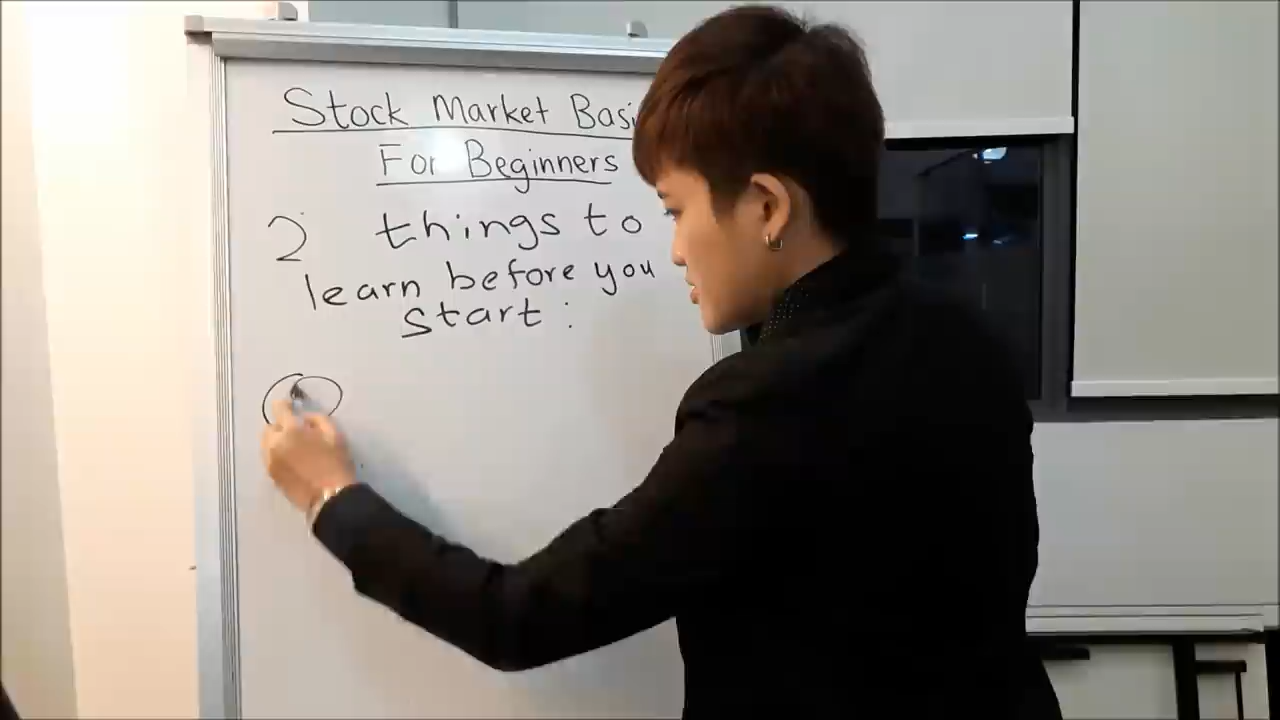 Stock Market Basi
For Beginners
2 things to
learn before you
start: